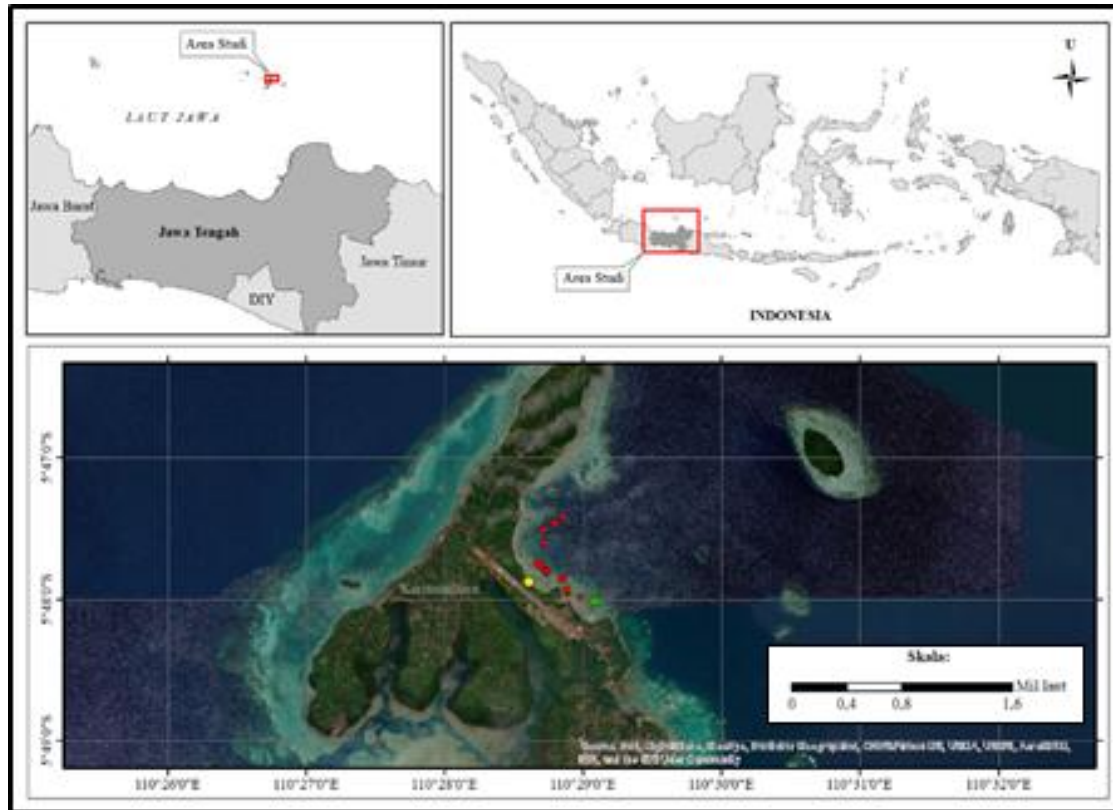 Area Studi
LAUT JAWA
Jawa Barat
Jawa Tengah
Jawa Timur
DIY
U
Area Studi
INDONESIA
5°47'0"S
5°48'0"S
5°49'0"S
Skala:
Mil laut
0 0,4 0,8 1,6
110°26'0"E 110°27'0"E 110°28'0"E 110°29'0"E 110°30'0"E 110°31'0"E 110°32'0"E